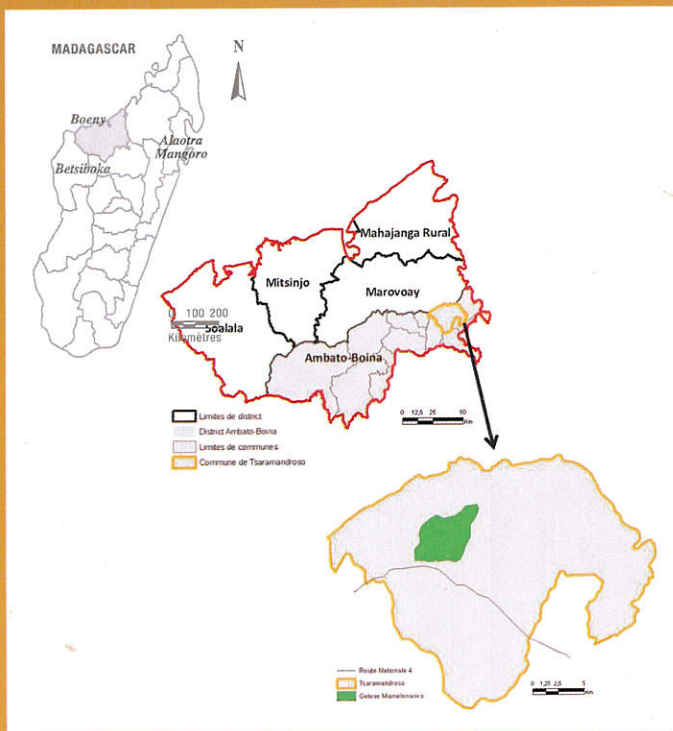 MADAGASCAR
N
Boeny
Alaotra
Mangoro
Betsiboka
Mahajanga Rural
Mitsinjo
Marovoay
0 100 200
Soalala
Kilomètres
Ambato-Boina
0 12,5 25 50
Km
Limites de district
District Ambato-Boina
Limites de communes
Commune de Tsaramandroso
Route Nationale 4
Tsaramandroso
0 1,25 2,5 5
Km